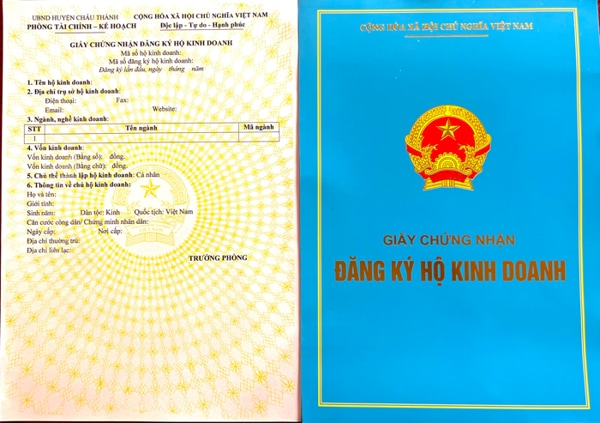 UBND HUYỆN CHÂU THÀNH
PHÒNG TÀI CHÍNH – KẾ HOẠCH
CỘNG HÒA XÃ HỘI CHỦ NGHĨA VIỆT NAM
Độc lập - Tự do - Hạnh phúc
GIẤY CHỨNG NHẬN ĐĂNG KÝ HỘ KINH DOANH
Mã số hộ kinh doanh:
Mã số đăng ký hộ kinh doanh:
Đăng ký lần đầu, ngày tháng năm
1. Tên hộ kinh doanh:
2. Địa chỉ trụ sở hộ kinh doanh:
Điện thoại: Fax:
Email: Website:
3. Ngành, nghề kinh doanh:
STT Tên ngành Mã ngành
1
4. Vốn kinh doanh:
Vốn kinh doanh (Bằng số): đồng.
Vốn kinh doanh (Bằng chữ): đồng.
5. Chủ thể thành lập hộ kinh doanh: Cá nhân
6. Thông tin về chủ hộ kinh doanh:
Họ và tên:
Giới tính:
Sinh năm: Dân tộc: Kinh Quốc tịch: Việt Nam
Căn cước công dân/ Chứng minh nhân dân:
Ngày cấp: Nơi cấp:
Địa chỉ thường trú:
Địa chỉ liên lạc:
TRƯỞNG PHÒNG
CỘNG HÒA XÃ HỘI CHỦ NGHĨA VIỆT NAM
GIẤY CHỨNG NHẬN
ĐĂNG KÝ HỘ KINH DOANH